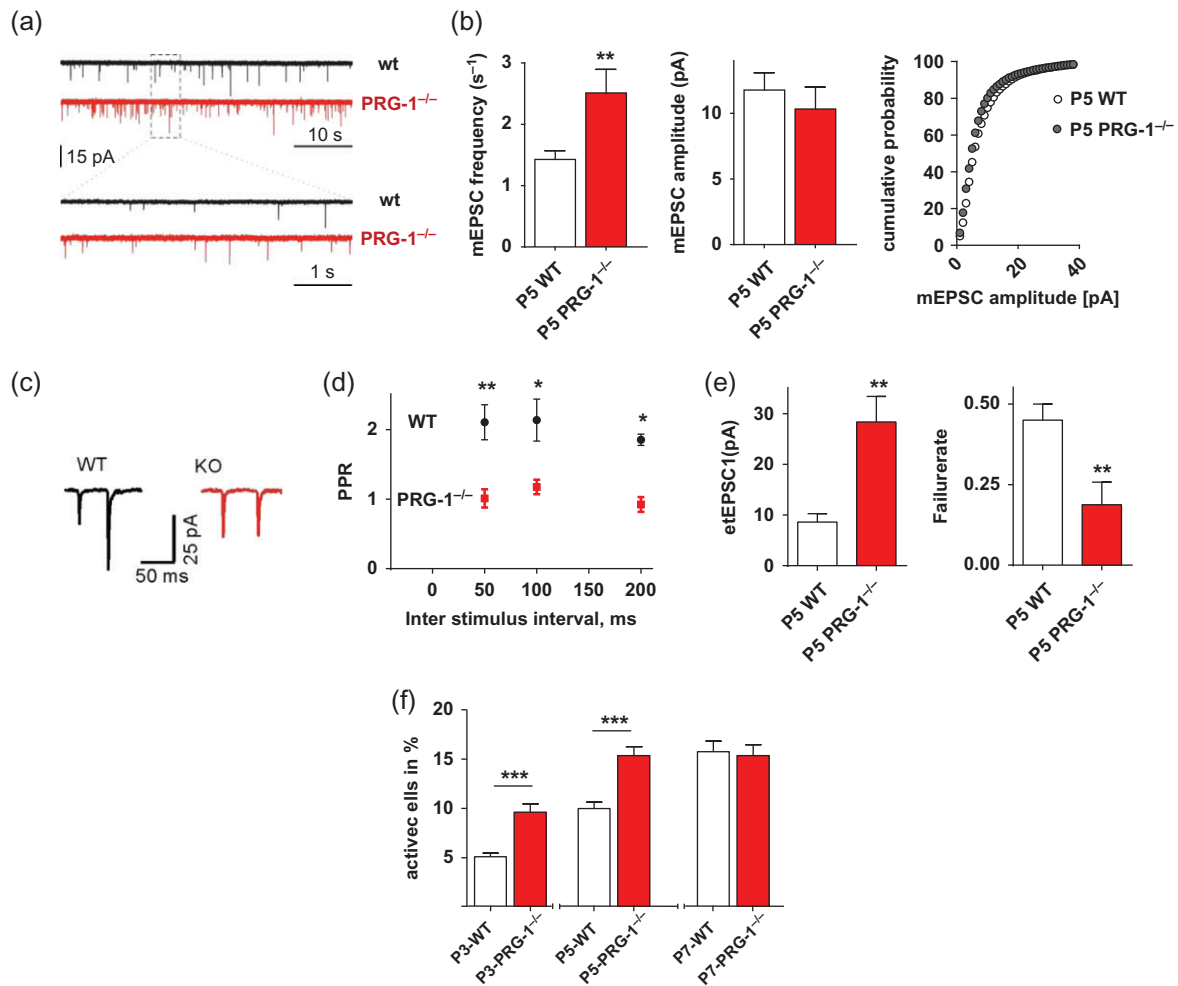 (a)
wt
PRG-1⁻/⁻
10 s
15 pA
wt
PRG-1⁻/⁻
1 s
(b)
mEPSC frequency (s⁻¹)
3
2
1
0
**
P5 WT
P5 PRG-1⁻/⁻
mEPSC amplitude (pA)
10
5
0
P5 WT
P5 PRG-1⁻/⁻
cumulative probability
100
80
60
40
20
0
P5 WT
P5 PRG-1⁻/⁻
0
20
40
mEPSC amplitude [pA]
(c)
WT
KO
25 pA
50 ms
(d)
PPR
2
1
0
**
*
*
WT
PRG-1⁻/⁻
0
50
100
150
200
Inter stimulus interval, ms
(e)
etEPSC1(pA)
30
20
10
0
**
P5 WT
P5 PRG-1⁻/⁻
Failurerate
0.50
0.25
0.00
**
P5 WT
P5 PRG-1⁻/⁻
(f)
activec ells in %
20
15
10
5
***
***
P3-WT
P3-PRG-1⁻/⁻
P5-WT
P5-PRG-1⁻/⁻
P7-WT
P7-PRG-1⁻/⁻